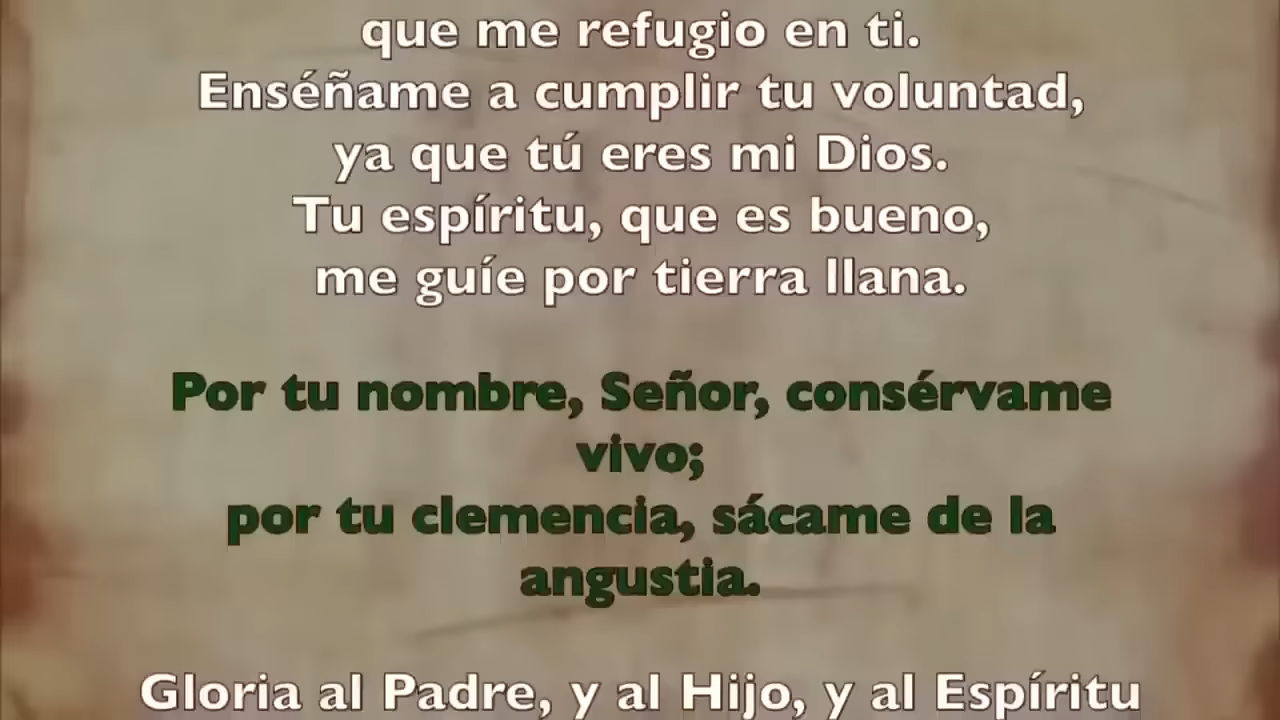 que me refugio en ti.
Enséñame a cumplir tu voluntad,
ya que tú eres mi Dios.
Tu espíritu, que es bueno,
me guíe por tierra llana.
Por tu nombre, Señor, consérvame
vivo;
por tu clemencia, sácame de la
angustia.
Gloria al Padre, y al Hijo, y al Espíritu